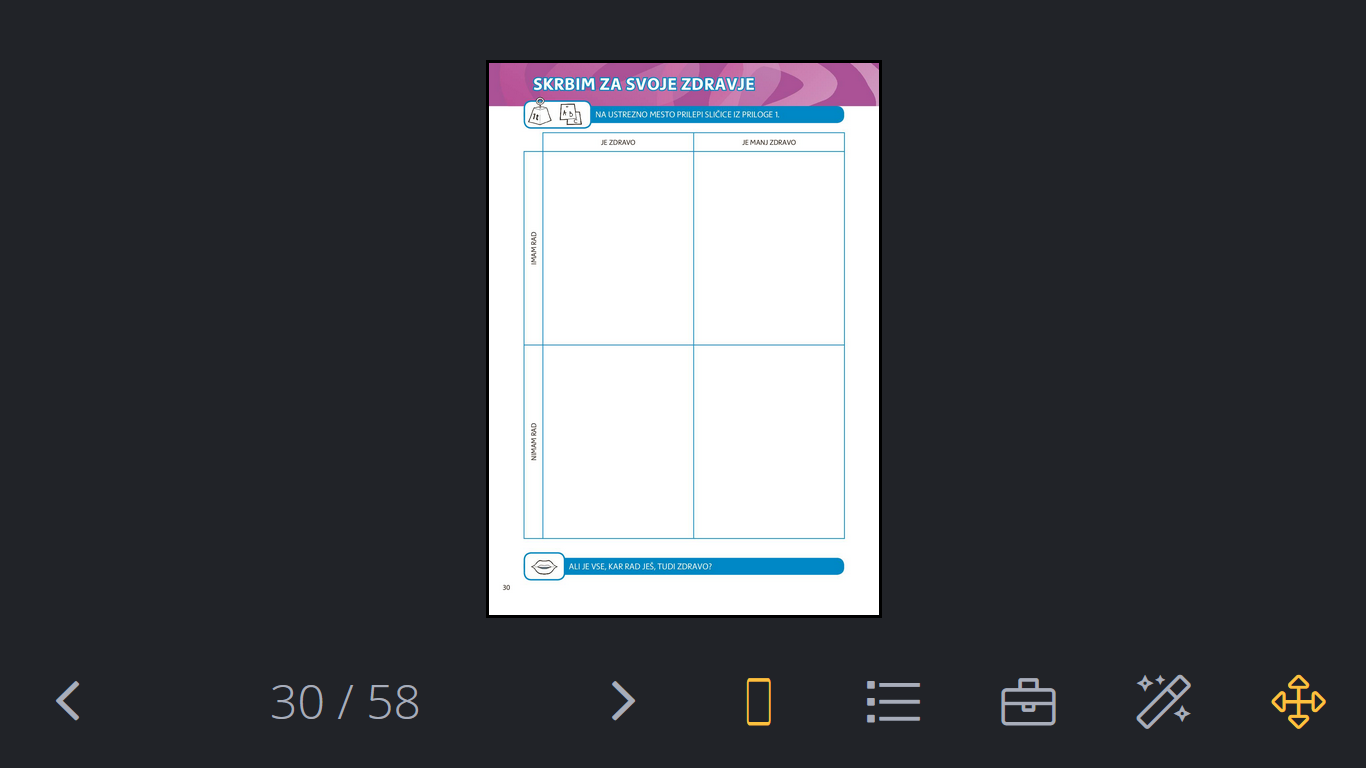 SKRBIM ZA SVOJE ZDRAVJE
NA USTREZNO MESTO PRILEPI SLIČICE IZ PRILOGE 1.
JE ZDRAVO
JE MANJ ZDRAVO
IMAM RAD
NIMAM RAD
ALI JE VSE, KAR RAD JEŠ, TUDI ZDRAVO?
30
30 / 58